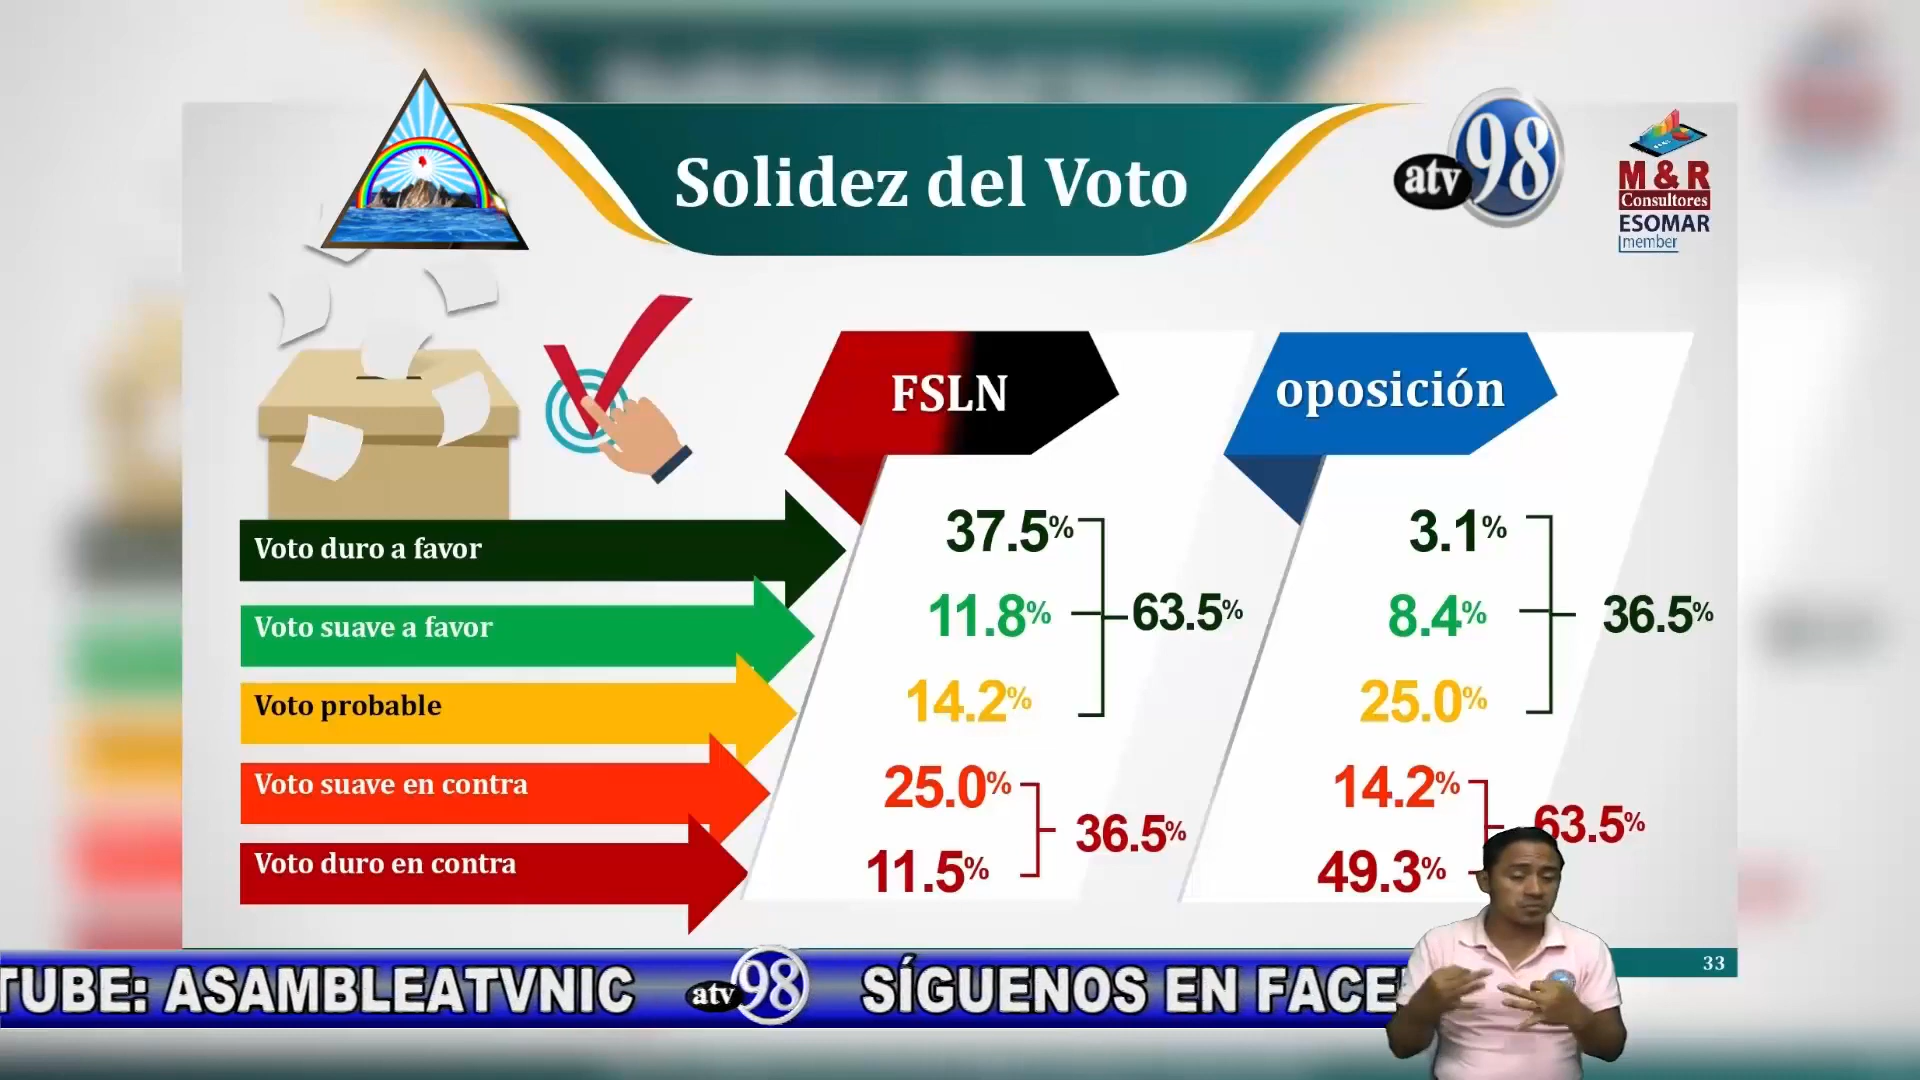 Solidez del Voto
atv 98
M & R
Consultores
ESOMAR
member
FSLN
oposición
Voto duro a favor
37.5%
3.1%
Voto suave a favor
11.8%
63.5%
8.4%
36.5%
Voto probable
14.2%
25.0%
Voto suave en contra
25.0%
36.5%
14.2%
63.5%
Voto duro en contra
11.5%
49.3%
33
TUBE: ASAMBLEATVNIC atv 98 SÍGUENOS EN FACE